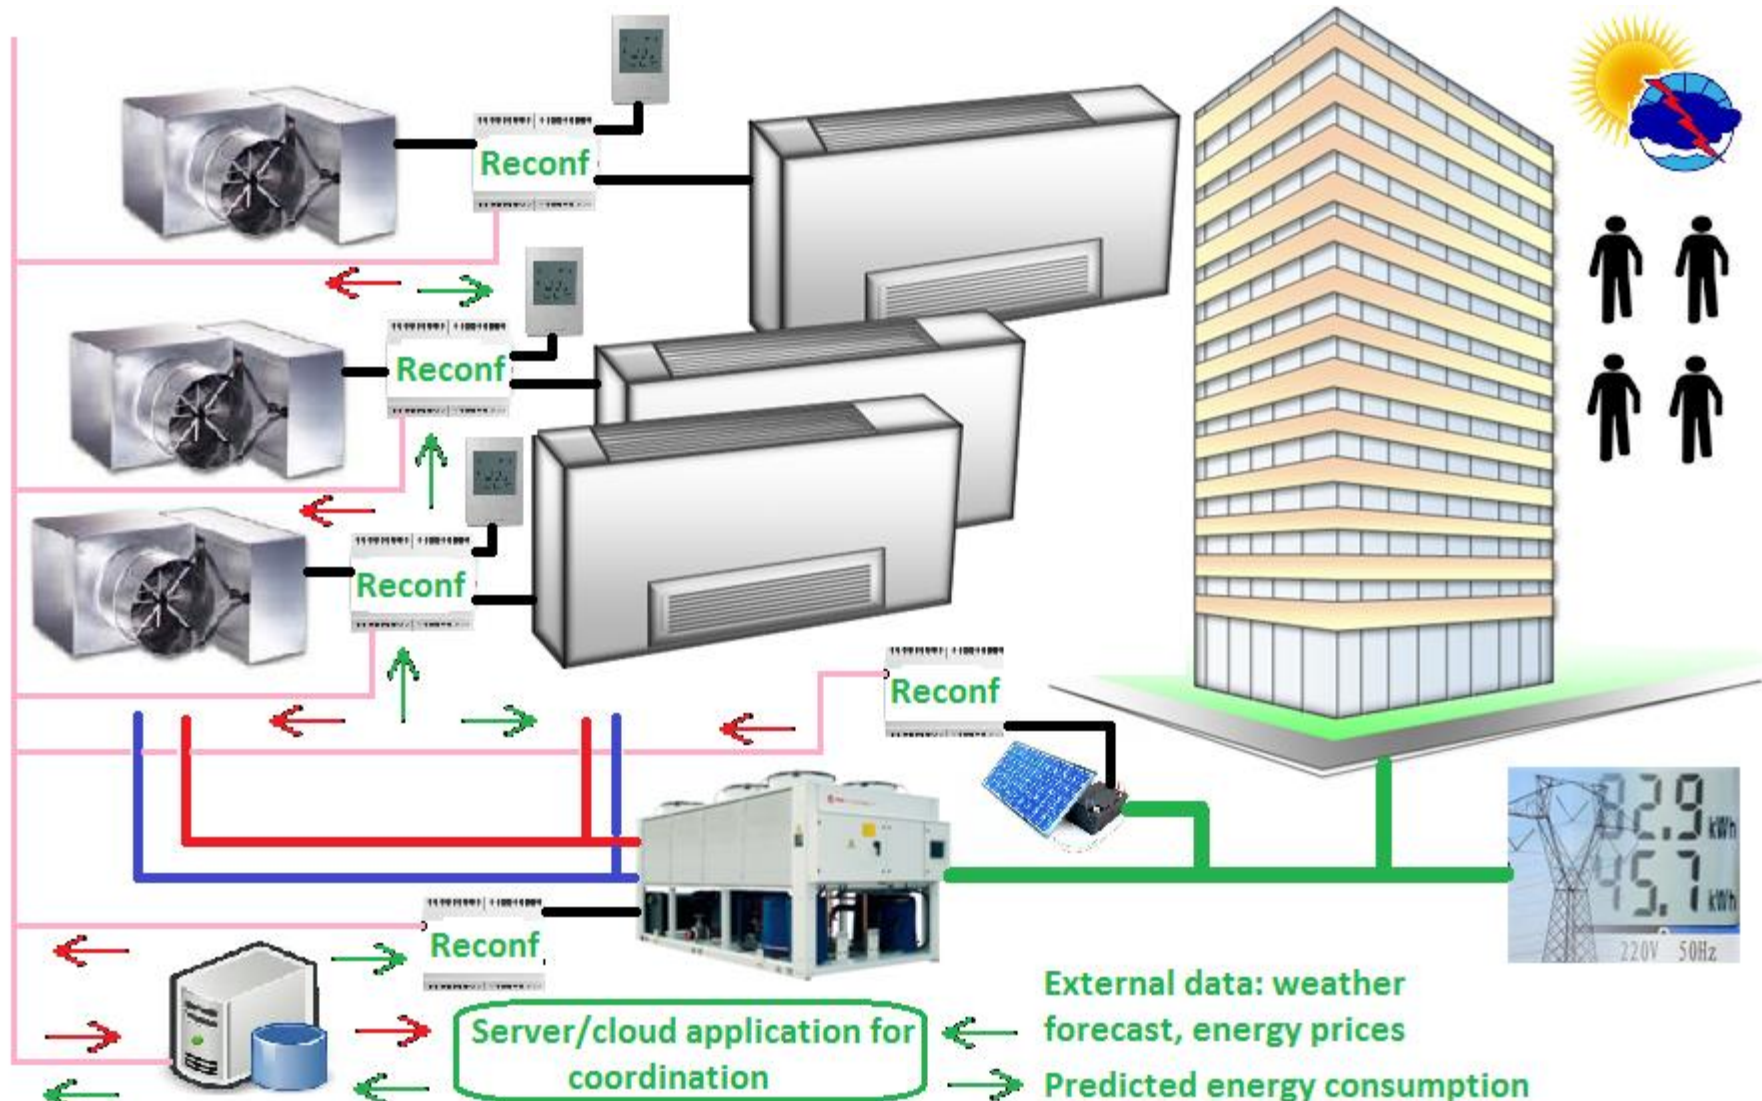 Reconf
Reconf
Reconf
Reconf
Reconf
82.9 kWh
45.7 kWh
220V 50Hz
External data: weather
forecast, energy prices
Server/cloud application for
coordination
Predicted energy consumption